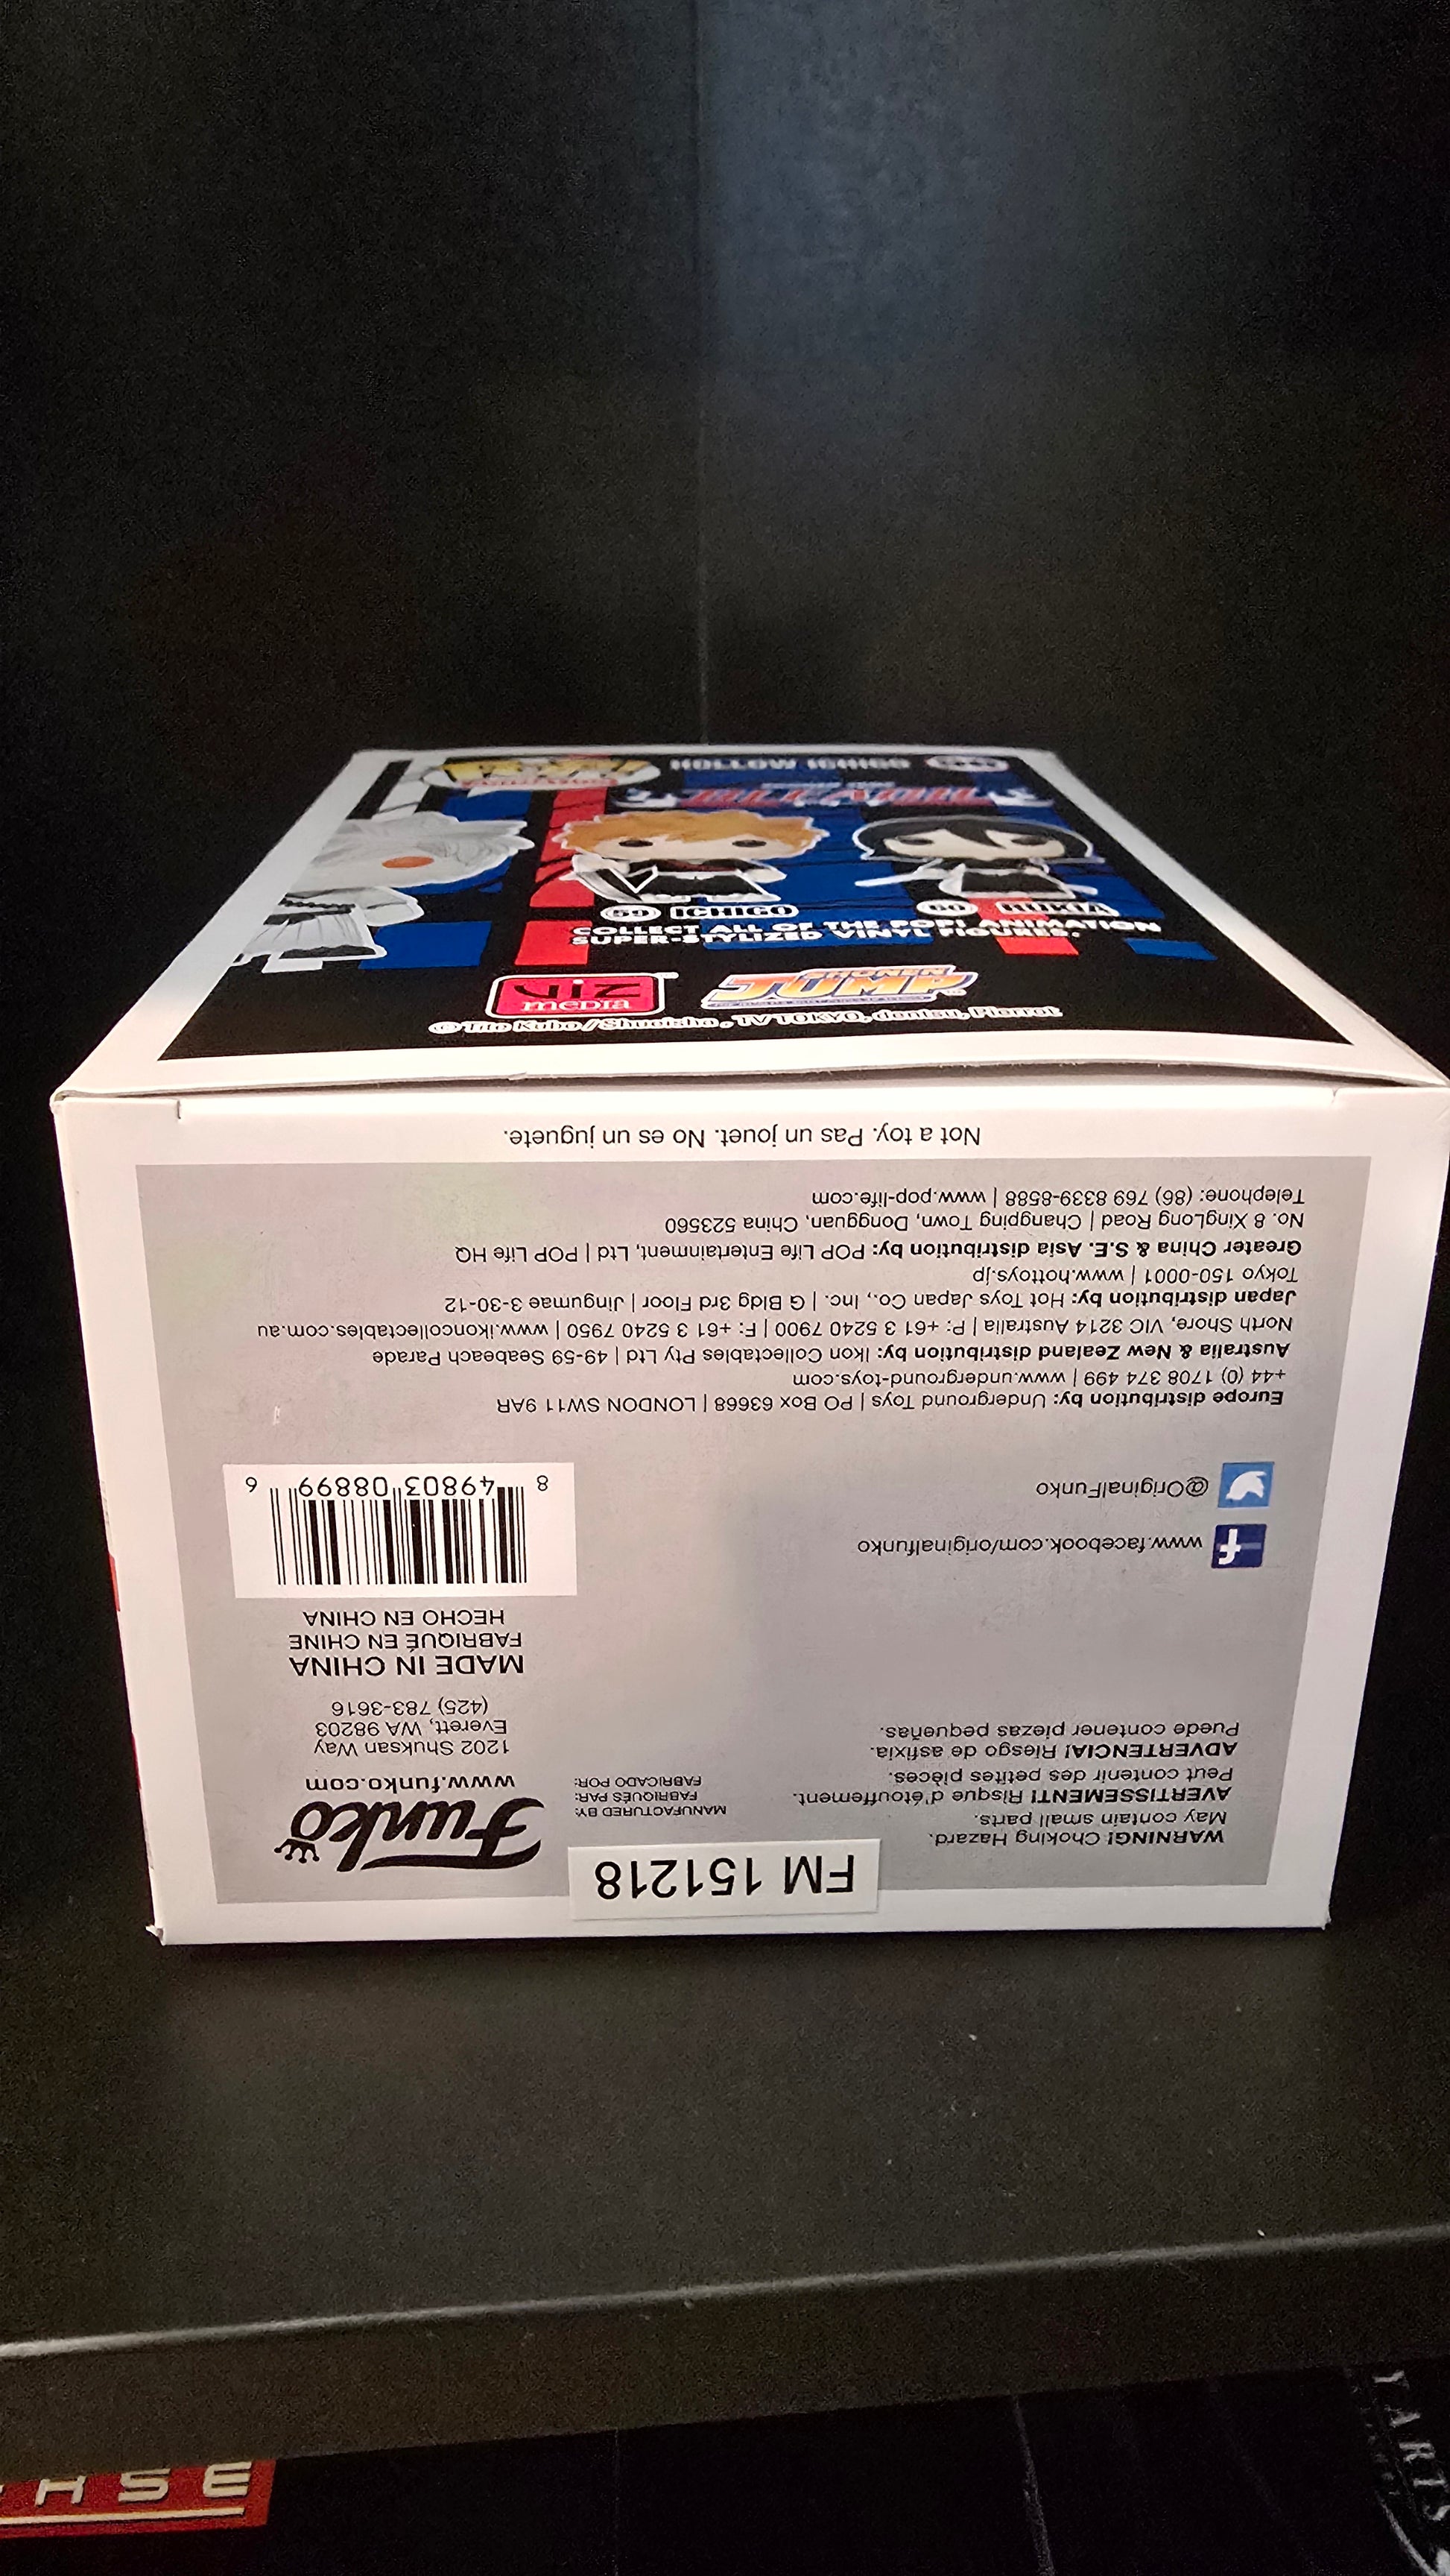 FM 151218
WARNING! Choking Hazard.
May contain small parts.
AVERTISSEMENT! Risque d'étouffement.
Peut contenir des petites pièces.
ADVERTENCIA! Riesgo de asfixia.
Puede contener piezas pequeñas.
MANUFACTURED BY:
FABRIQUÉS PAR:
FABRICADO POR:
Funko
www.funko.com
1202 Shuksan Way
Everett, WA 98203
(425) 783-3616
MADE IN CHINA
FABRIQUÉ EN CHINE
HECHO EN CHINA
www.facebook.com/originalfunko
@OriginalFunko
8 49803 08899 6
Europe distribution by: Underground Toys | PO Box 63668 | LONDON SW11 9AR
+44 (0) 1708 374 499 | www.underground-toys.com
Australia & New Zealand distribution by: Ikon Collectables Pty Ltd | 49-59 Seabeach Parade
North Shore, VIC 3214 Australia | P: +61 3 5240 7900 | F: +61 3 5240 7950 | www.ikoncollectables.com.au
Japan distribution by: Hot Toys Japan Co., Inc. | G Bldg 3rd Floor | Jingumae 3-30-12
Tokyo 150-0001 | www.hottoys.jp
Greater China & S.E. Asia distribution by: POP Life Entertainment, Ltd | POP Life HQ
No. 8 XingLong Road | Changping Town, Dongguan, China 523560
Telephone: (86) 769 8339-8588 | www.pop-life.com
Not a toy. Pas un jouet. No es un juguete.
HOLLOW ICHIGO
59 ICHIGO
60 RUKIA
COLLECT ALL OF THE POP! ANIMATION
SUPER-STYLIZED VINYL FIGURES.
VIZ
MEDIA
SHONEN
JUMP
© Tite Kubo/Shueisha, TV TOKYO, dentsu, Pierrot